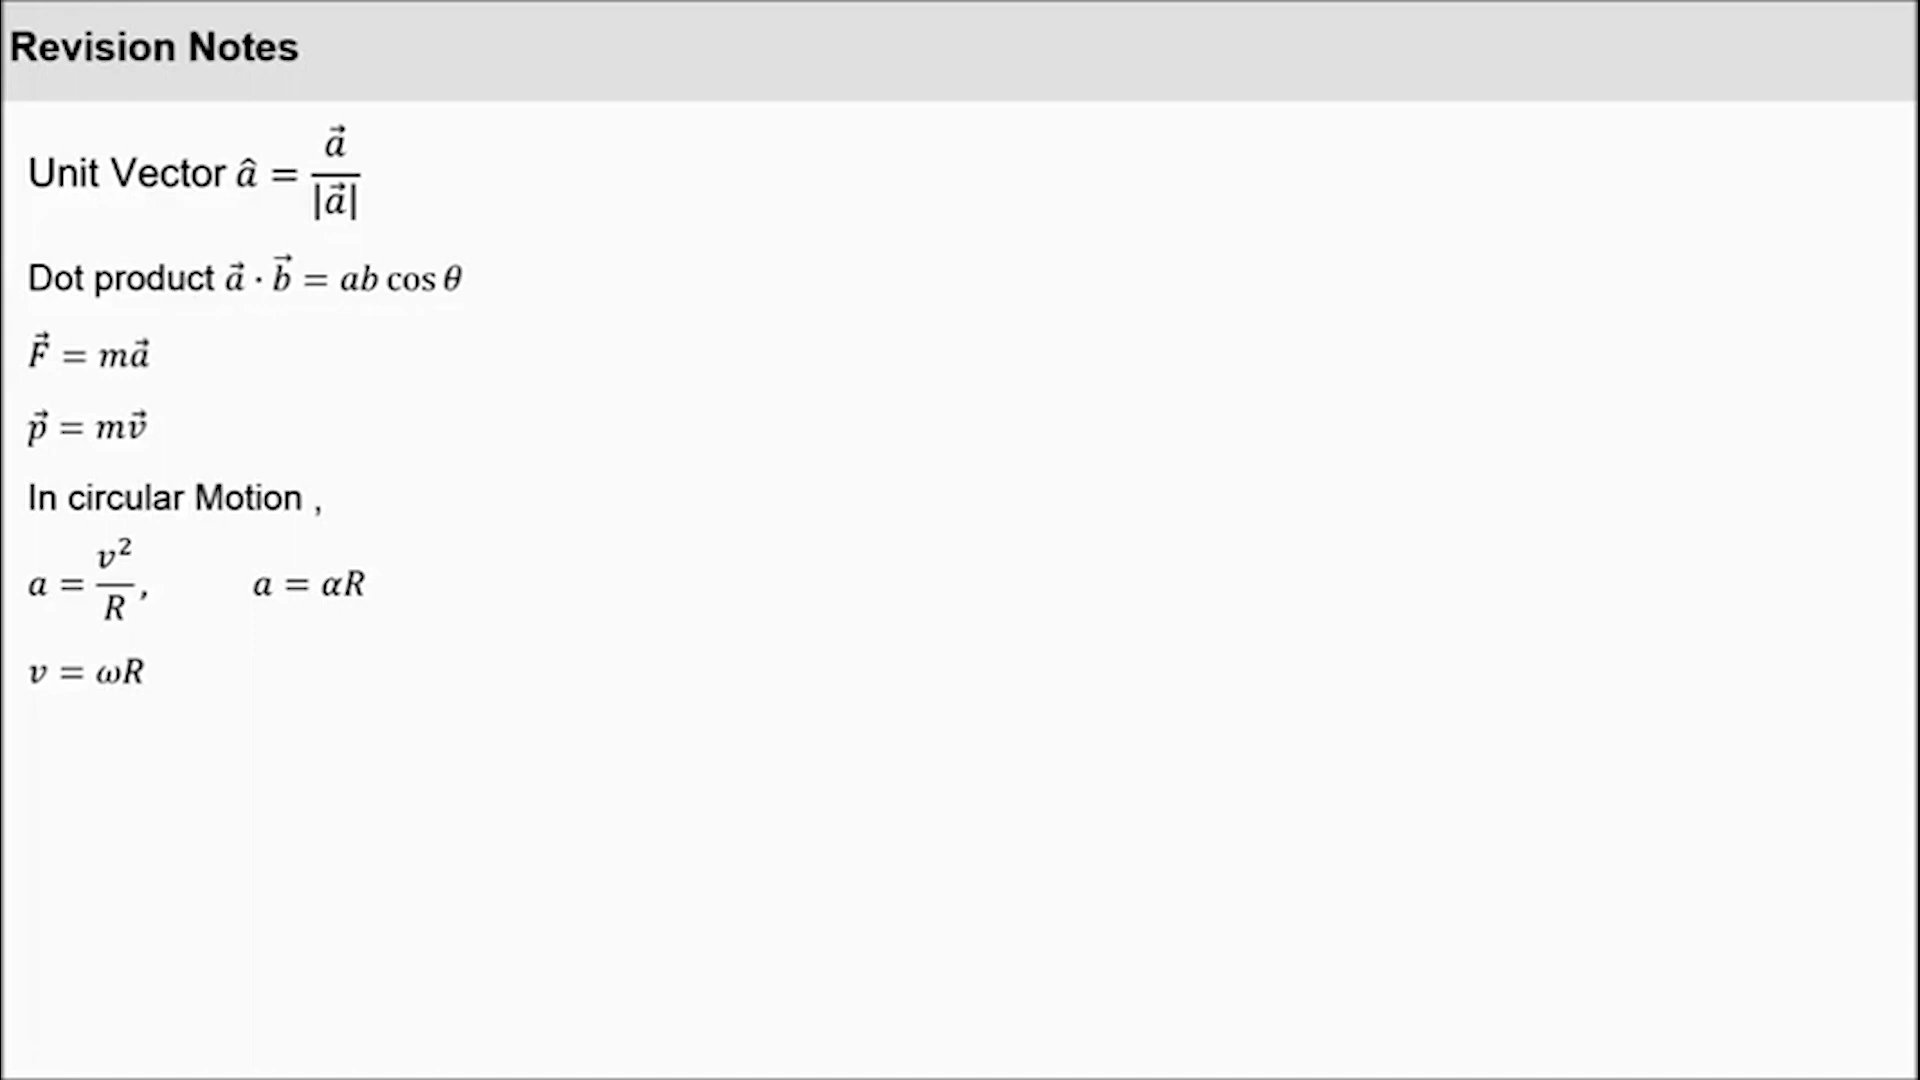 Revision Notes
Unit Vector â = a⃗ / |a⃗|
Dot product a⃗ · b⃗ = ab cos θ
F⃗ = ma⃗
p⃗ = mv⃗
In circular Motion ,
a = v² / R , a = αR
v = ωR